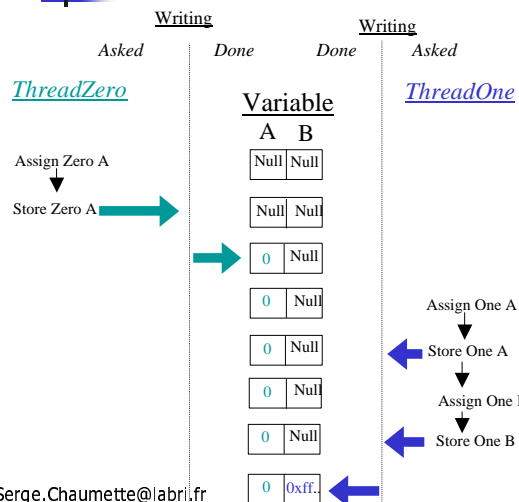 Writing Writing
Asked Done Done Asked
ThreadZero ThreadOne
Variable
A B
Null Null
Assign Zero A
Store Zero A Null Null
0 Null
0 Null
Assign One A
0 Null Store One A
0 Null
Assign One
0 Null Store One B
0 0xff..
Serge.Chaumette@labri.fr